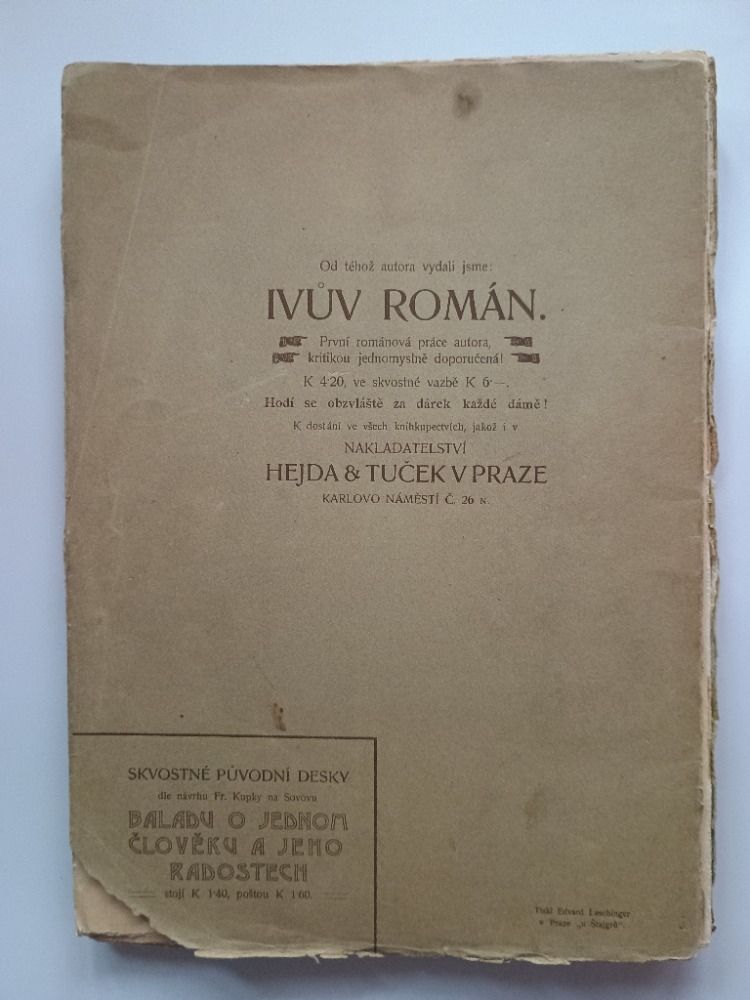 Od téhož autora vydali jsme:
IVŮV ROMÁN.
První románová práce autora,
kritikou jednomyslně doporučená!
K 4·20, ve skvostné vazbě K 6·—.
Hodí se obzvláště za dárek každé dámě!
K dostání ve všech knihkupectvích, jakož i v
NAKLADATELSTVÍ
HEJDA & TUČEK V PRAZE
KARLOVO NÁMĚSTÍ Č. 26 N.
SKVOSTNÉ PŮVODNÍ DESKY
dle návrhu Fr. Kupky na Sovovu
BALADU O JEDNOM
ČLOVĚKU A JEHO
RADOSTECH
stojí K 1·40, poštou K 1·60.
Tiskl Edvard Leschinger
v Praze „u Štajgrů“.